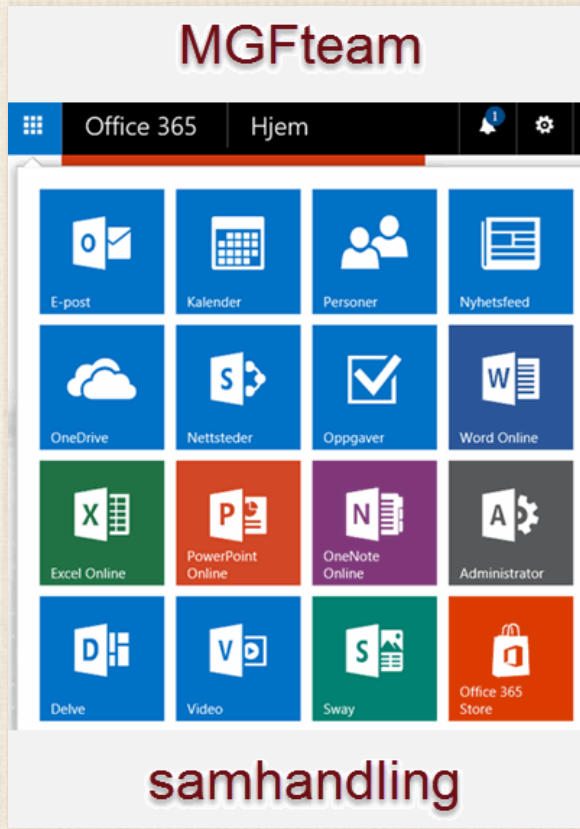 MGFteam
Office 365 Hjem 1
E-post Kalender Personer Nyhetsfeed
OneDrive Nettsteder Oppgaver Word Online
Excel Online PowerPoint Online OneNote Online Administrator
Delve Video Sway Office 365 Store
samhandling